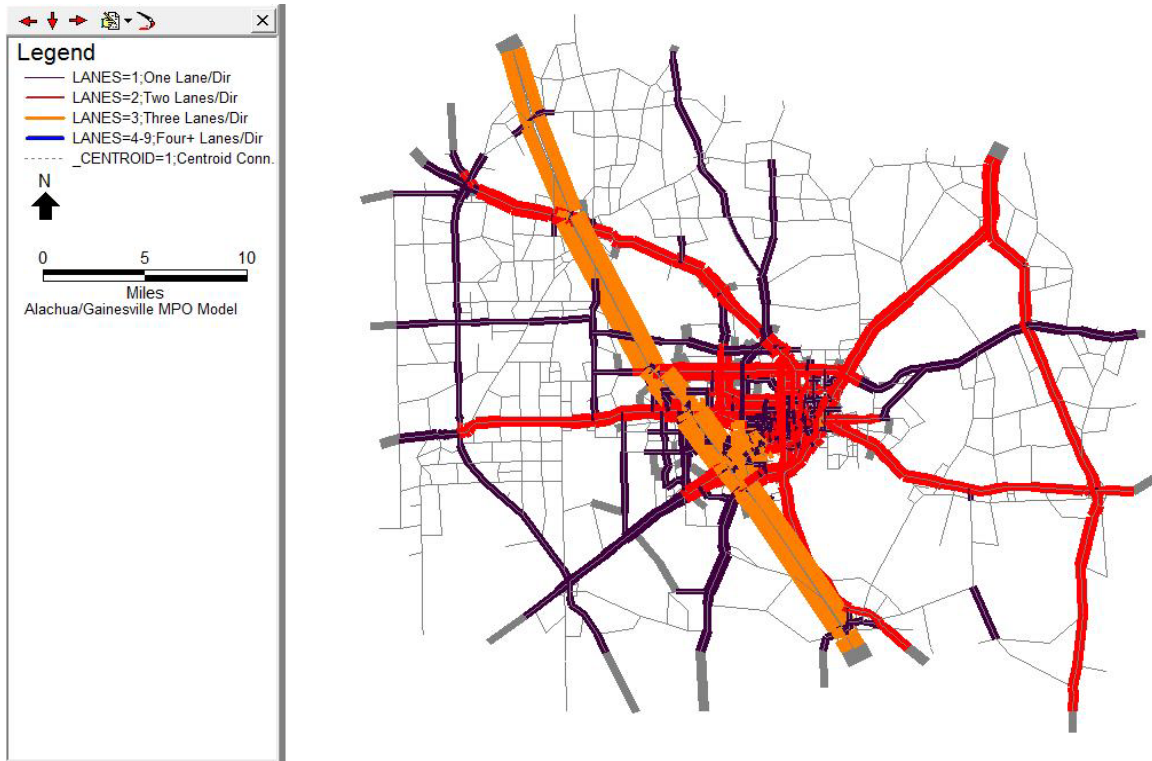 Legend
LANES=1;One Lane/Dir
LANES=2;Two Lanes/Dir
LANES=3;Three Lanes/Dir
LANES=4-9;Four+ Lanes/Dir
_CENTROID=1;Centroid Conn.
N
0 5 10
Miles
Alachua/Gainesville MPO Model